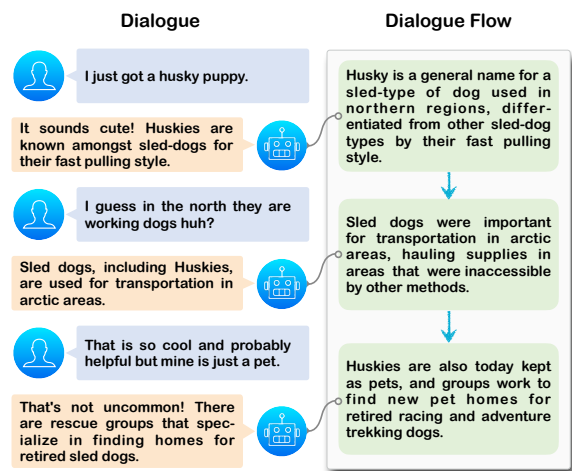 Dialogue
Dialogue Flow
I just got a husky puppy.
It sounds cute! Huskies are
known amongst sled-dogs for
their fast pulling style.
I guess in the north they are
working dogs huh?
Sled dogs, including Huskies,
are used for transportation in
arctic areas.
That is so cool and probably
helpful but mine is just a pet.
That's not uncommon! There
are rescue groups that spec-
ialize in finding homes for
retired sled dogs.
Husky is a general name for a
sled-type of dog used in
northern regions, differ-
entiated from other sled-dog
types by their fast pulling
style.
Sled dogs were important
for transportation in arctic
areas, hauling supplies in
areas that were inaccessible
by other methods.
Huskies are also today kept
as pets, and groups work to
find new pet homes for
retired racing and adventure
trekking dogs.